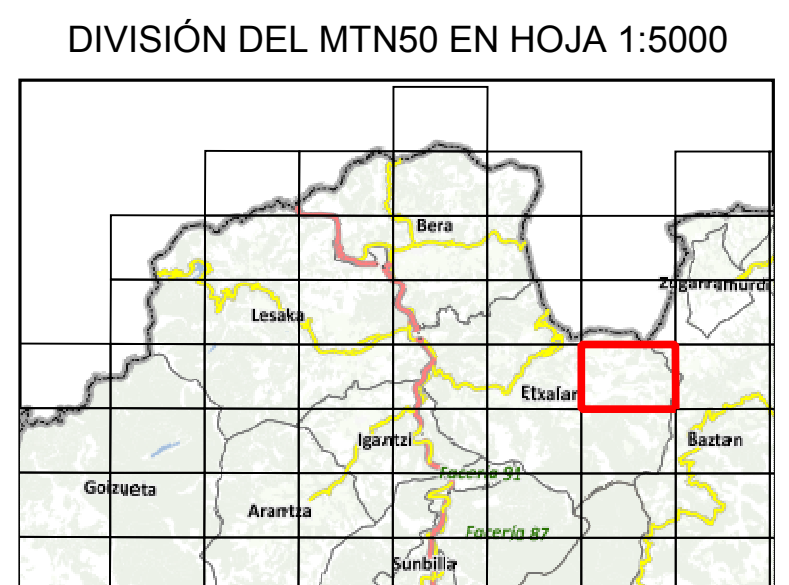 DIVISIÓN DEL MTN50 EN HOJA 1:5000
Bera
Zugarramurdi
Lesaka
Etxalar
Igantzi
Baztan
Facería 91
Goizueta
Arantza
Facería 87
Sunbilla